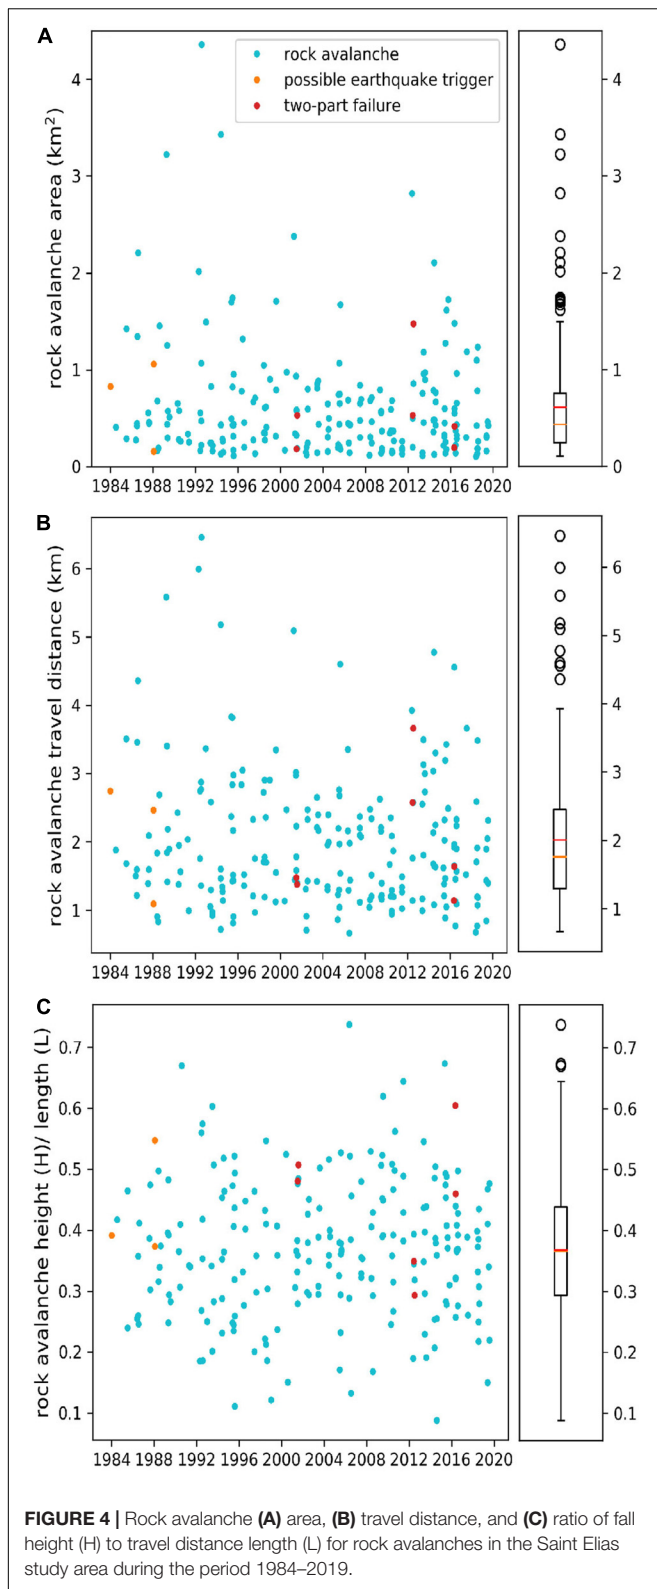 A
rock avalanche
possible earthquake trigger
two-part failure
rock avalanche area (km²)
4
3
2
1
0
4
3
2
1
0
1984 1988 1992 1996 2000 2004 2008 2012 2016 2020
B
rock avalanche travel distance (km)
6
5
4
3
2
1
6
5
4
3
2
1
1984 1988 1992 1996 2000 2004 2008 2012 2016 2020
C
rock avalanche height (H)/ length (L)
0.7
0.6
0.5
0.4
0.3
0.2
0.1
0.7
0.6
0.5
0.4
0.3
0.2
0.1
1984 1988 1992 1996 2000 2004 2008 2012 2016 2020
FIGURE 4 | Rock avalanche (A) area, (B) travel distance, and (C) ratio of fall
height (H) to travel distance length (L) for rock avalanches in the Saint Elias
study area during the period 1984–2019.